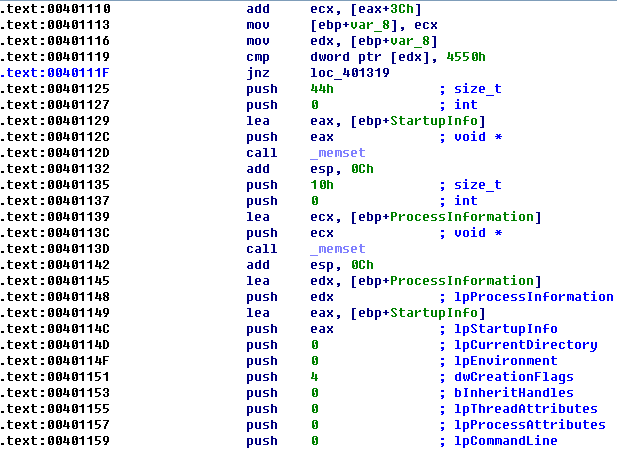 .text:00401110 add ecx, [eax+3Ch]
.text:00401113 mov [ebp+var_8], ecx
.text:00401116 mov edx, [ebp+var_8]
.text:00401119 cmp dword ptr [edx], 4550h
.text:0040111F jnz loc_401319
.text:00401125 push 44h ; size_t
.text:00401127 push 0 ; int
.text:00401129 lea eax, [ebp+StartupInfo]
.text:0040112C push eax ; void *
.text:0040112D call _memset
.text:00401132 add esp, 0Ch
.text:00401135 push 10h ; size_t
.text:00401137 push 0 ; int
.text:00401139 lea ecx, [ebp+ProcessInformation]
.text:0040113C push ecx ; void *
.text:0040113D call _memset
.text:00401142 add esp, 0Ch
.text:00401145 lea edx, [ebp+ProcessInformation]
.text:00401148 push edx ; lpProcessInformation
.text:00401149 lea eax, [ebp+StartupInfo]
.text:0040114C push eax ; lpStartupInfo
.text:0040114D push 0 ; lpCurrentDirectory
.text:0040114F push 0 ; lpEnvironment
.text:00401151 push 4 ; dwCreationFlags
.text:00401153 push 0 ; bInheritHandles
.text:00401155 push 0 ; lpThreadAttributes
.text:00401157 push 0 ; lpProcessAttributes
.text:00401159 push 0 ; lpCommandLine